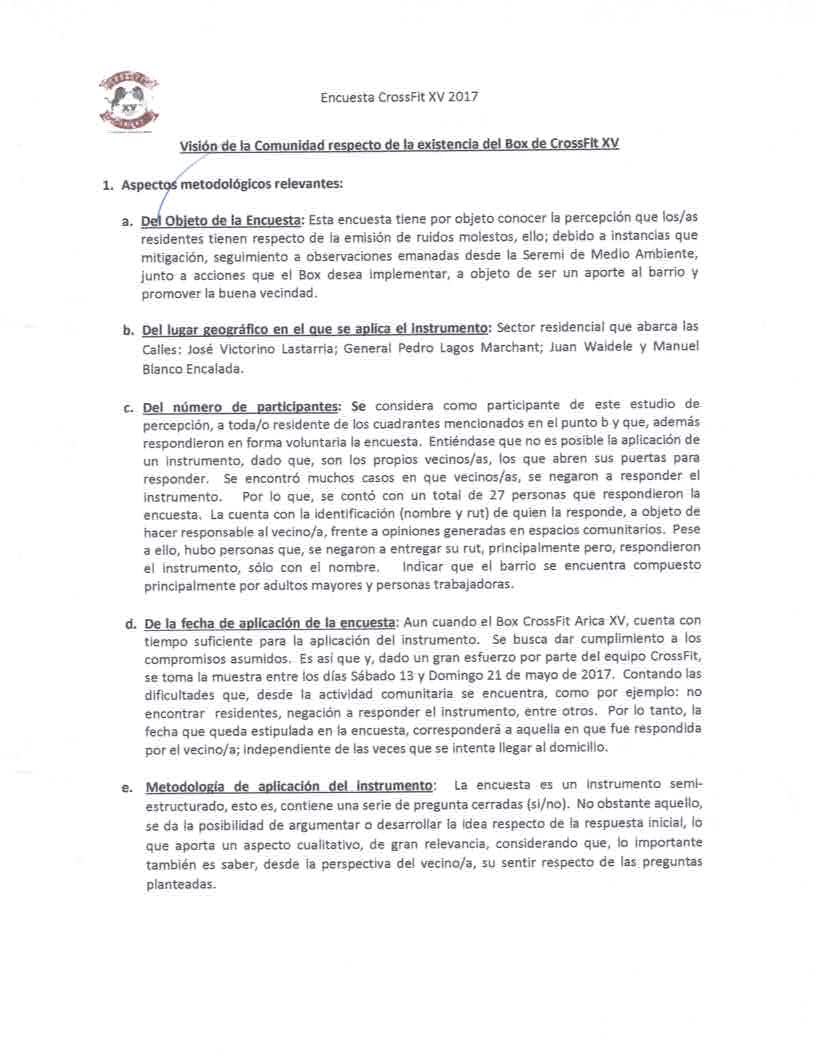 XV
Encuesta CrossFit XV 2017
Visión de la Comunidad respecto de la existencia del Box de CrossFit XV
1. Aspectos metodológicos relevantes:
a. Del Objeto de la Encuesta: Esta encuesta tiene por objeto conocer la percepción que los/as
residentes tienen respecto de la emisión de ruidos molestos, ello; debido a instancias que
mitigación, seguimiento a observaciones emanadas desde la Seremi de Medio Ambiente,
junto a acciones que el Box desea implementar, a objeto de ser un aporte al barrio y
promover la buena vecindad.
b. Del lugar geográfico en el que se aplica el instrumento: Sector residencial que abarca las
Calles: José Victorino Lastarria; General Pedro Lagos Marchant; Juan Waidele y Manuel
Blanco Encalada.
c. Del número de participantes: Se considera como participante de este estudio de
percepción, a toda/o residente de los cuadrantes mencionados en el punto b y que, además
respondieron en forma voluntaria la encuesta. Entiéndase que no es posible la aplicación de
un instrumento, dado que, son los propios vecinos/as, los que abren sus puertas para
responder. Se encontró muchos casos en que vecinos/as, se negaron a responder el
instrumento. Por lo que, se contó con un total de 27 personas que respondieron la
encuesta. La cuenta con la identificación (nombre y rut) de quien la responde, a objeto de
hacer responsable al vecino/a, frente a opiniones generadas en espacios comunitarios. Pese
a ello, hubo personas que, se negaron a entregar su rut, principalmente pero, respondieron
el instrumento, sólo con el nombre. Indicar que el barrio se encuentra compuesto
principalmente por adultos mayores y personas trabajadoras.
d. De la fecha de aplicación de la encuesta: Aun cuando el Box CrossFit Arica XV, cuenta con
tiempo suficiente para la aplicación del instrumento. Se busca dar cumplimiento a los
compromisos asumidos. Es así que y, dado un gran esfuerzo por parte del equipo CrossFit,
se toma la muestra entre los días Sábado 13 y Domingo 21 de mayo de 2017. Contando las
dificultades que, desde la actividad comunitaria se encuentra, como por ejemplo: no
encontrar residentes, negación a responder el instrumento, entre otros. Por lo tanto, la
fecha que queda estipulada en la encuesta, corresponderá a aquella en que fue respondida
por el vecino/a; independiente de las veces que se intenta llegar al domicilio.
e. Metodología de aplicación del instrumento: La encuesta es un instrumento semi-
estructurado, esto es, contiene una serie de pregunta cerradas (si/no). No obstante aquello,
se da la posibilidad de argumentar o desarrollar la idea respecto de la respuesta inicial, lo
que aporta un aspecto cualitativo, de gran relevancia, considerando que, lo importante
también es saber, desde la perspectiva del vecino/a, su sentir respecto de las preguntas
planteadas.